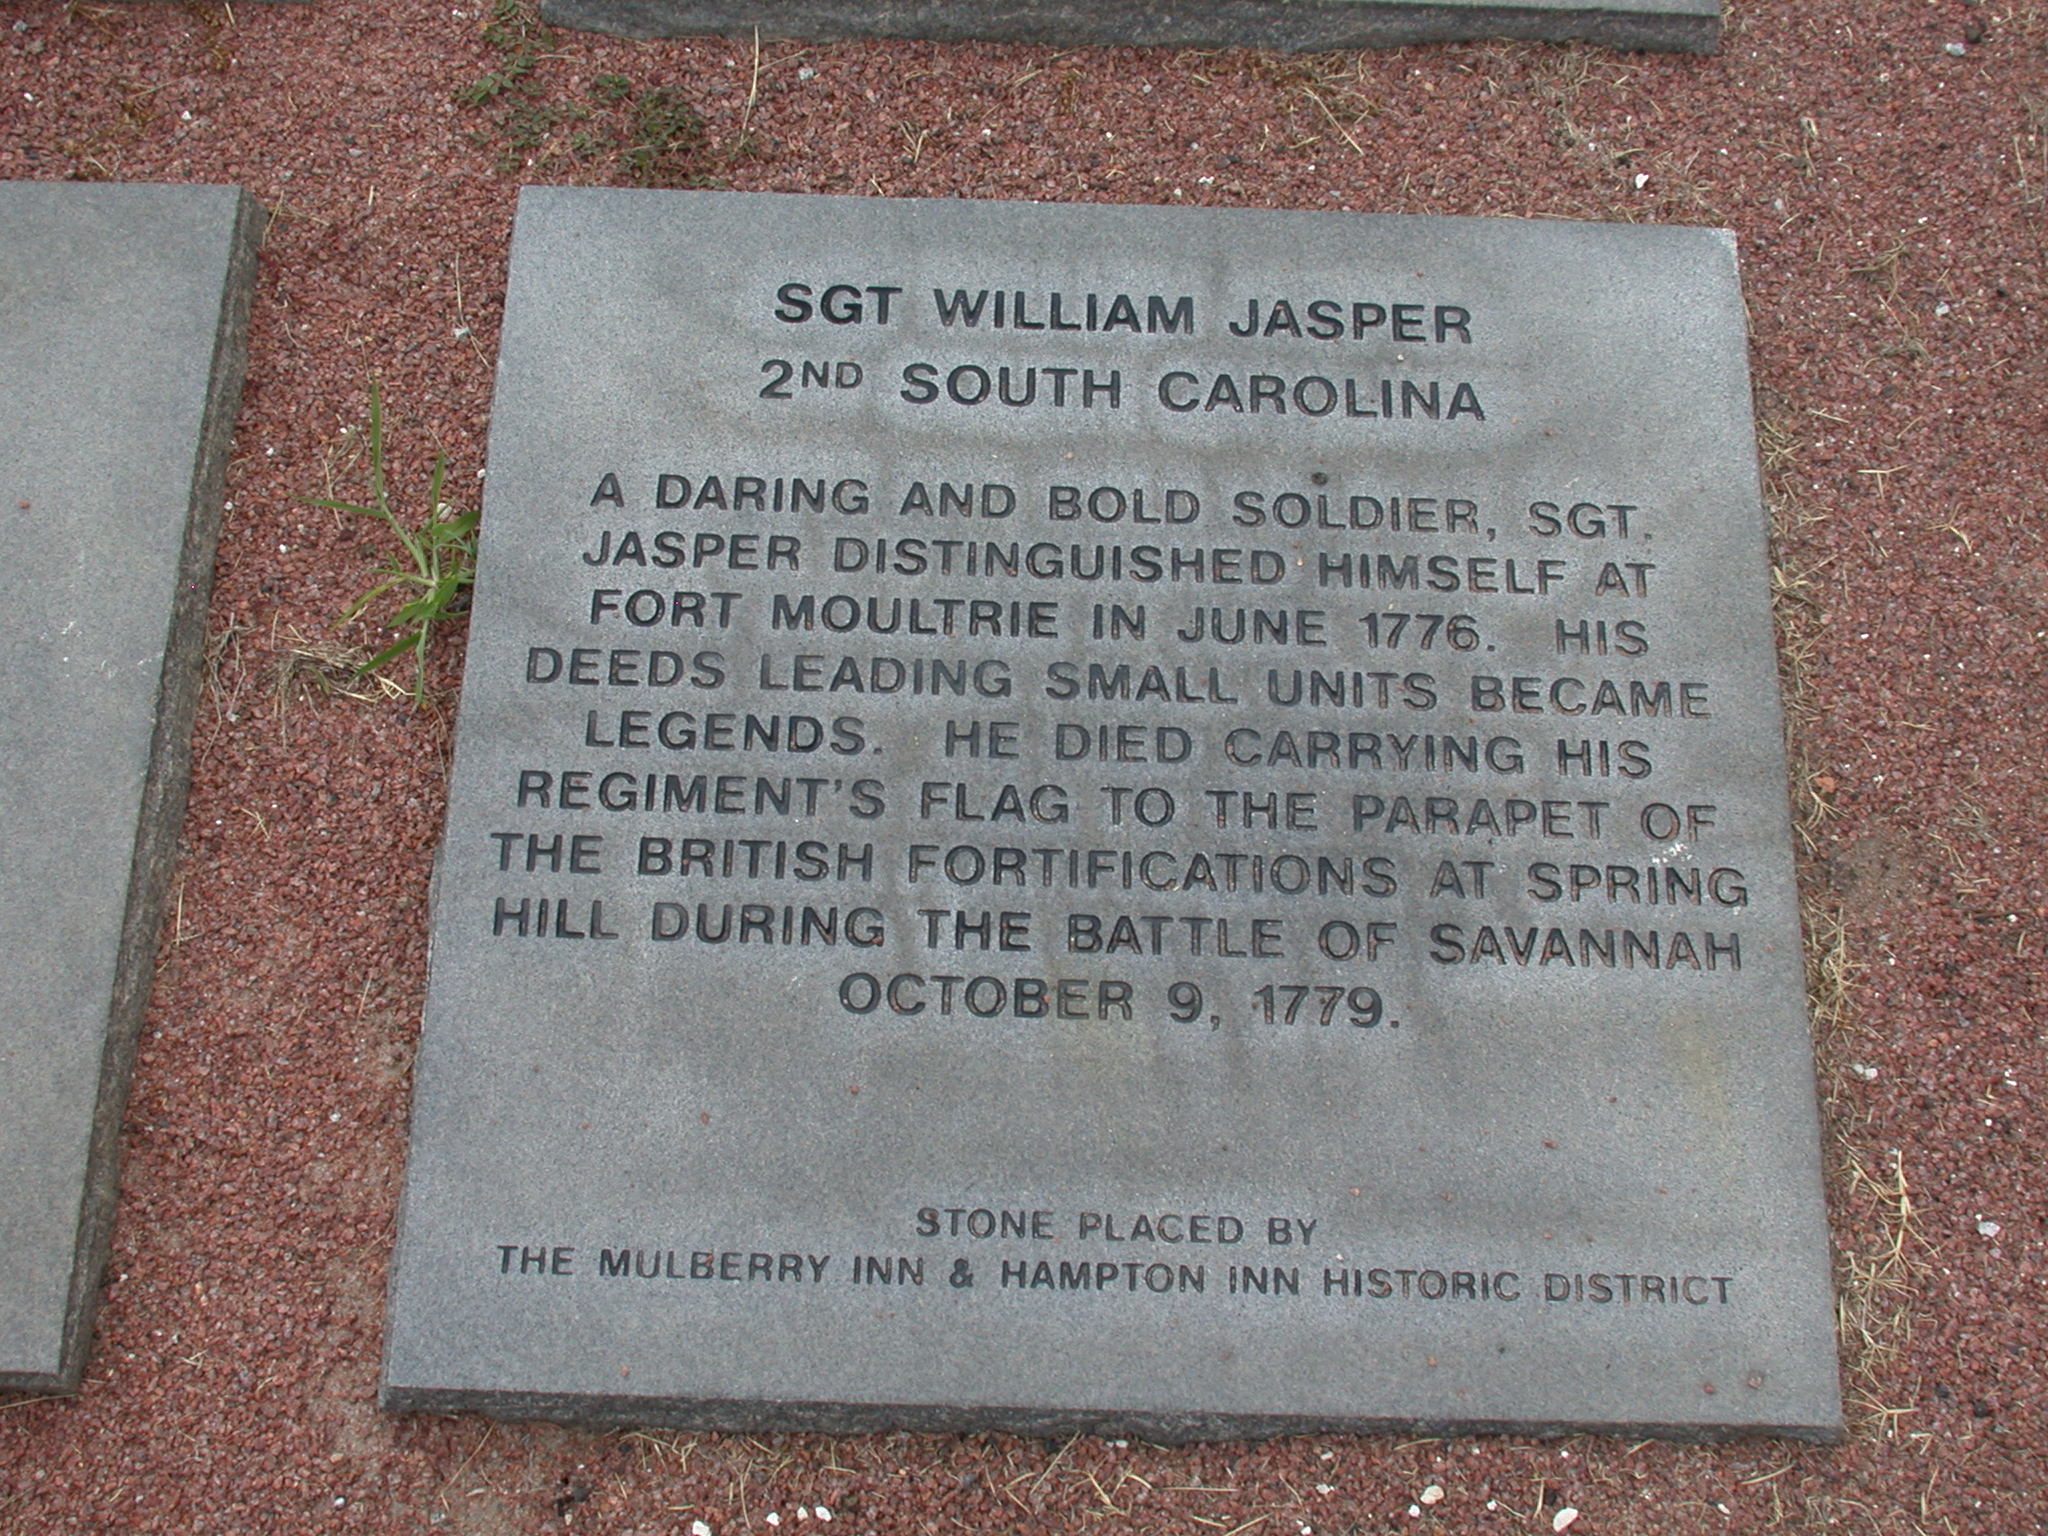 SGT WILLIAM JASPER
2ND SOUTH CAROLINA
A DARING AND BOLD SOLDIER, SGT.
JASPER DISTINGUISHED HIMSELF AT
FORT MOULTRIE IN JUNE 1776. HIS
DEEDS LEADING SMALL UNITS BECAME
LEGENDS. HE DIED CARRYING HIS
REGIMENT'S FLAG TO THE PARAPET OF
THE BRITISH FORTIFICATIONS AT SPRING
HILL DURING THE BATTLE OF SAVANNAH
OCTOBER 9, 1779.
STONE PLACED BY
THE MULBERRY INN & HAMPTON INN HISTORIC DISTRICT